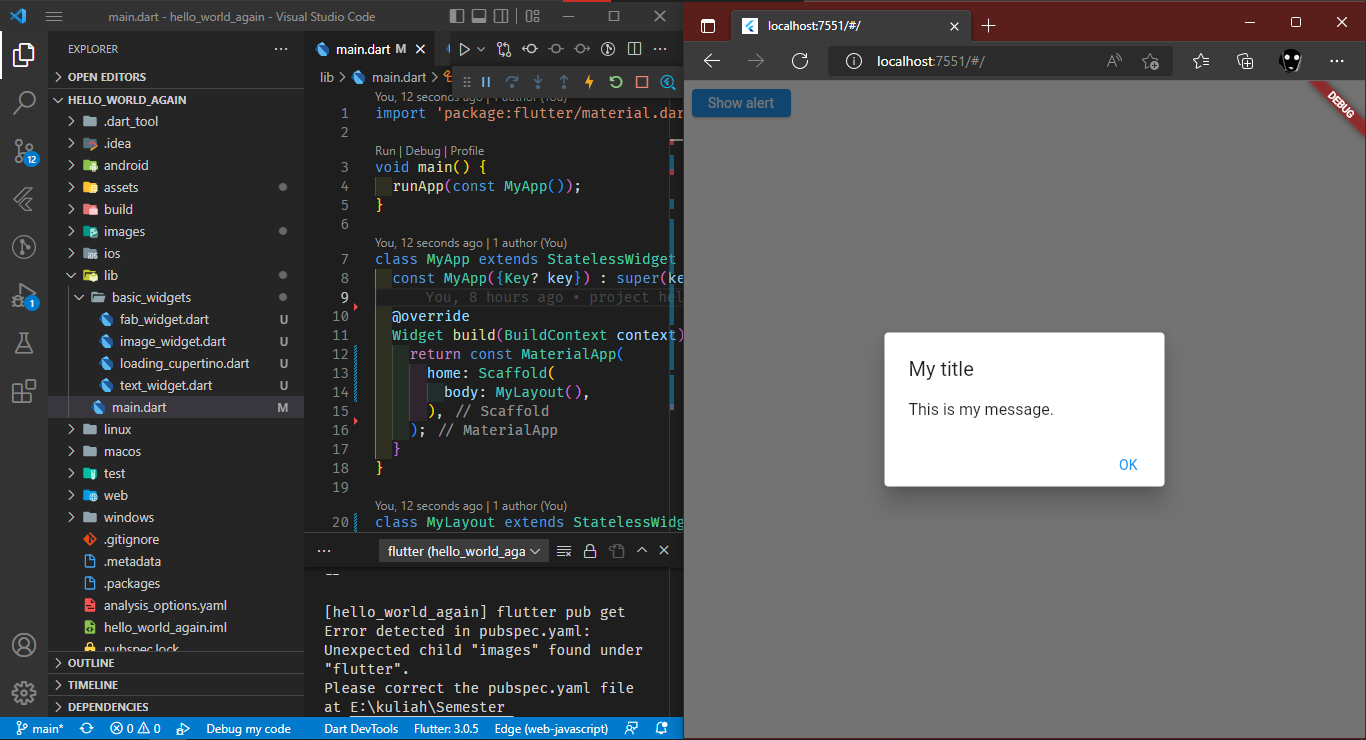 main.dart - hello_world_again - Visual Studio Code
EXPLORER
OPEN EDITORS
HELLO_WORLD_AGAIN
.dart_tool
.idea
android
assets
build
images
ios
lib
basic_widgets
fab_widget.dart U
image_widget.dart U
loading_cupertino.dart U
text_widget.dart U
main.dart M
linux
macos
test
web
windows
.gitignore
.metadata
.packages
analysis_options.yaml
hello_world_again.iml
pubspec.lock
OUTLINE
TIMELINE
DEPENDENCIES
12
1
main.dart M
lib > main.dart >
You, 12 seconds ago | 1 author (You)
1 import 'package:flutter/material.dar
2
Run | Debug | Profile
3 void main() {
4 runApp(const MyApp());
5 }
6
You, 12 seconds ago | 1 author (You)
7 class MyApp extends StatelessWidget
8 const MyApp({Key? key}) : super(ke
9 You, 8 hours ago • project hel
10 @override
11 Widget build(BuildContext context)
12 return const MaterialApp(
13 home: Scaffold(
14 body: MyLayout(),
15 ), // Scaffold
16 ); // MaterialApp
17 }
18 }
19
You, 12 seconds ago | 1 author (You)
20 class MyLayout extends StatelessWidg
flutter (hello_world_aga
[hello_world_again] flutter pub get
Error detected in pubspec.yaml:
Unexpected child "images" found under
"flutter".
Please correct the pubspec.yaml file
at E:\kuliah\Semester
main* 0 0 Debug my code Dart DevTools Flutter: 3.0.5 Edge (web-javascript)
localhost:7551/#/
localhost:7551/#/
Show alert
DEBUG
My title
This is my message.
OK